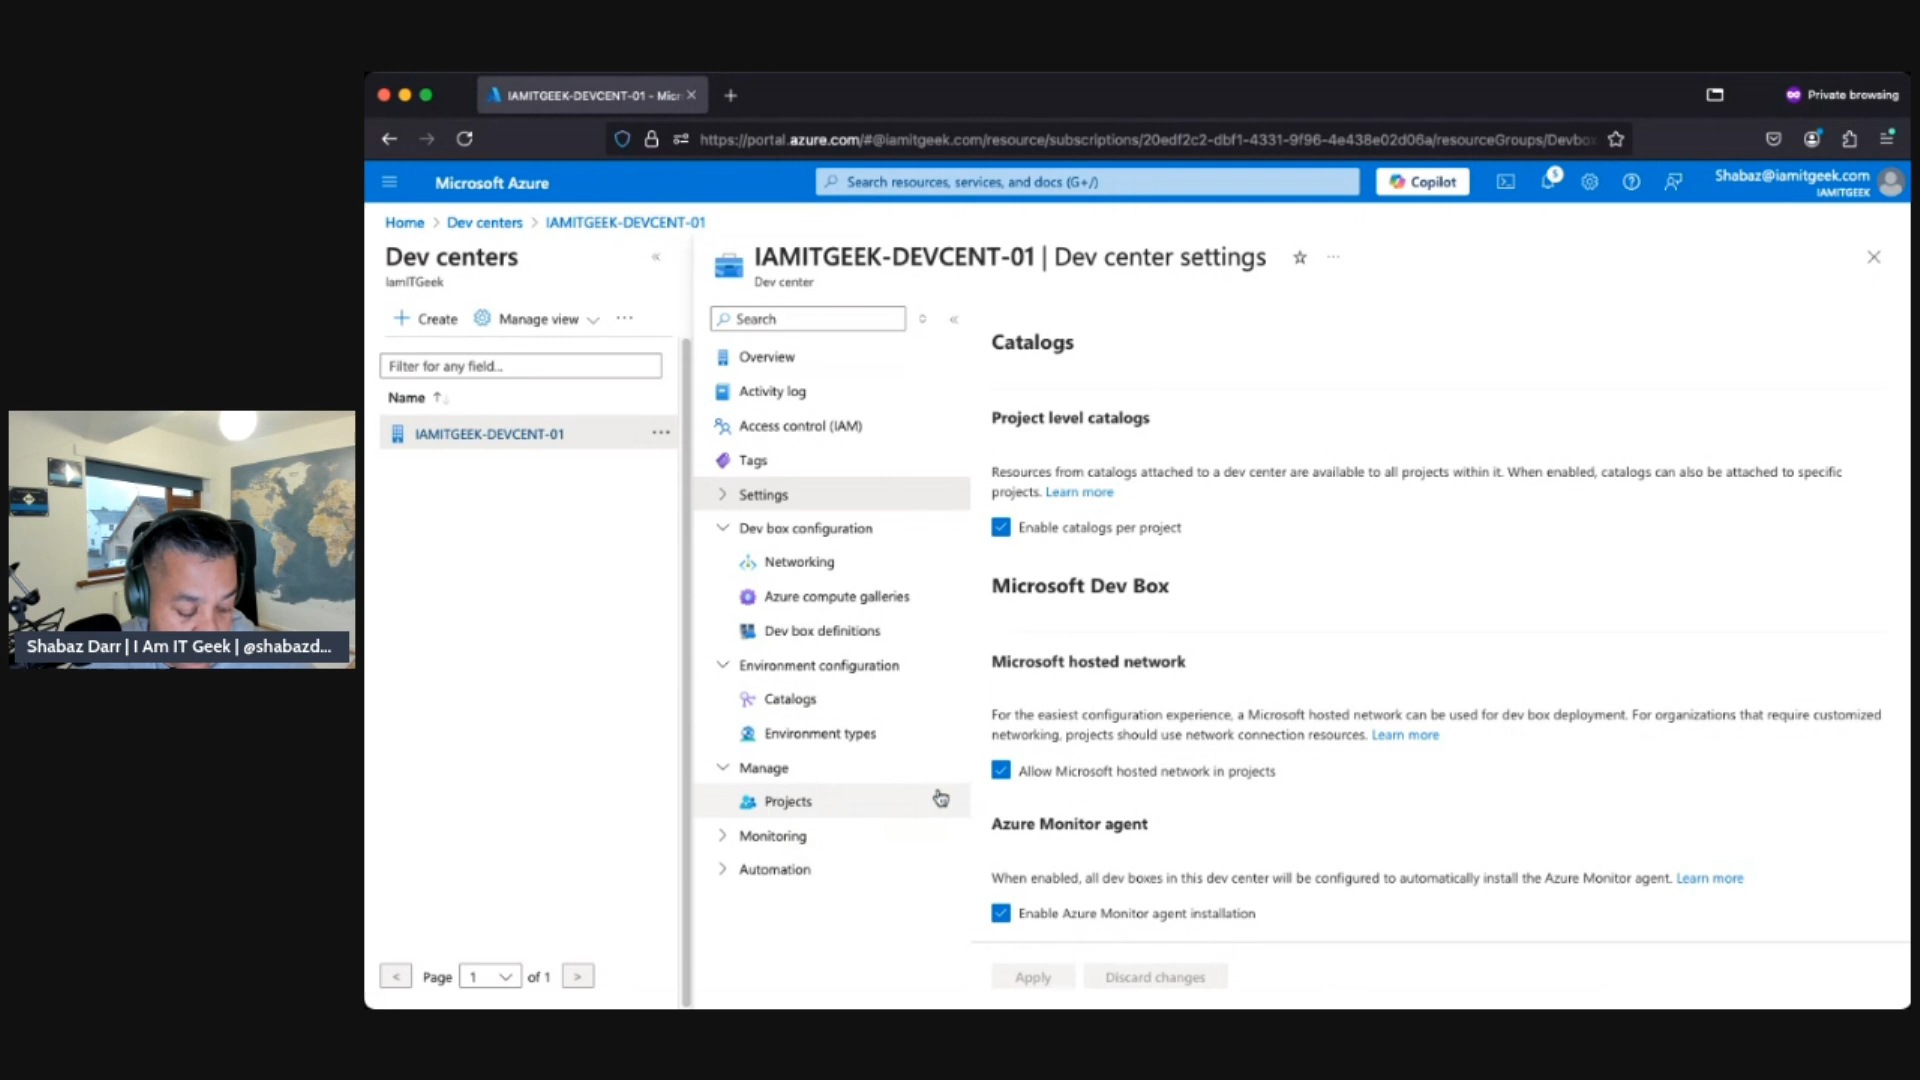 IAMITGEEK-DEVCENT-01 - Micr
Private browsing
https://portal.azure.com/#@iamitgeek.com/resource/subscriptions/20edf2c2-dbf1-4331-9f96-4e438e02d06a/resourceGroups/Devbo
Microsoft Azure
Search resources, services, and docs (G+/)
Copilot
5
Shabaz@iamitgeek.com
IAMITGEEK
Home > Dev centers > IAMITGEEK-DEVCENT-01
Dev centers
IamITGeek
Create
Manage view
Filter for any field...
Name
IAMITGEEK-DEVCENT-01
Page 1 of 1
IAMITGEEK-DEVCENT-01 | Dev center settings
Dev center
Search
Overview
Activity log
Access control (IAM)
Tags
Settings
Dev box configuration
Networking
Azure compute galleries
Dev box definitions
Environment configuration
Catalogs
Environment types
Manage
Projects
Monitoring
Automation
Catalogs
Project level catalogs
Resources from catalogs attached to a dev center are available to all projects within it. When enabled, catalogs can also be attached to specific
projects. Learn more
Enable catalogs per project
Microsoft Dev Box
Microsoft hosted network
For the easiest configuration experience, a Microsoft hosted network can be used for dev box deployment. For organizations that require customized
networking, projects should use network connection resources. Learn more
Allow Microsoft hosted network in projects
Azure Monitor agent
When enabled, all dev boxes in this dev center will be configured to automatically install the Azure Monitor agent. Learn more
Enable Azure Monitor agent installation
Apply
Discard changes
Shabaz Darr | I Am IT Geek | @shabazd...